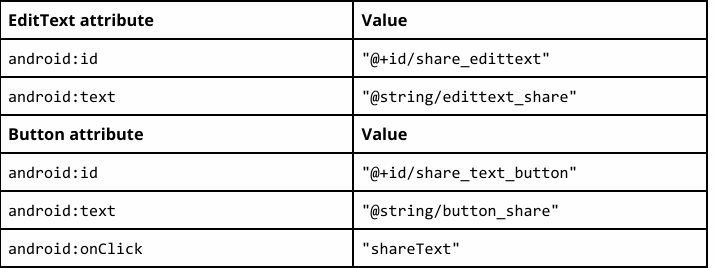 EditText attribute Value
android:id "@+id/share_edittext"
android:text "@string/edittext_share"
Button attribute Value
android:id "@+id/share_text_button"
android:text "@string/button_share"
android:onClick "shareText"